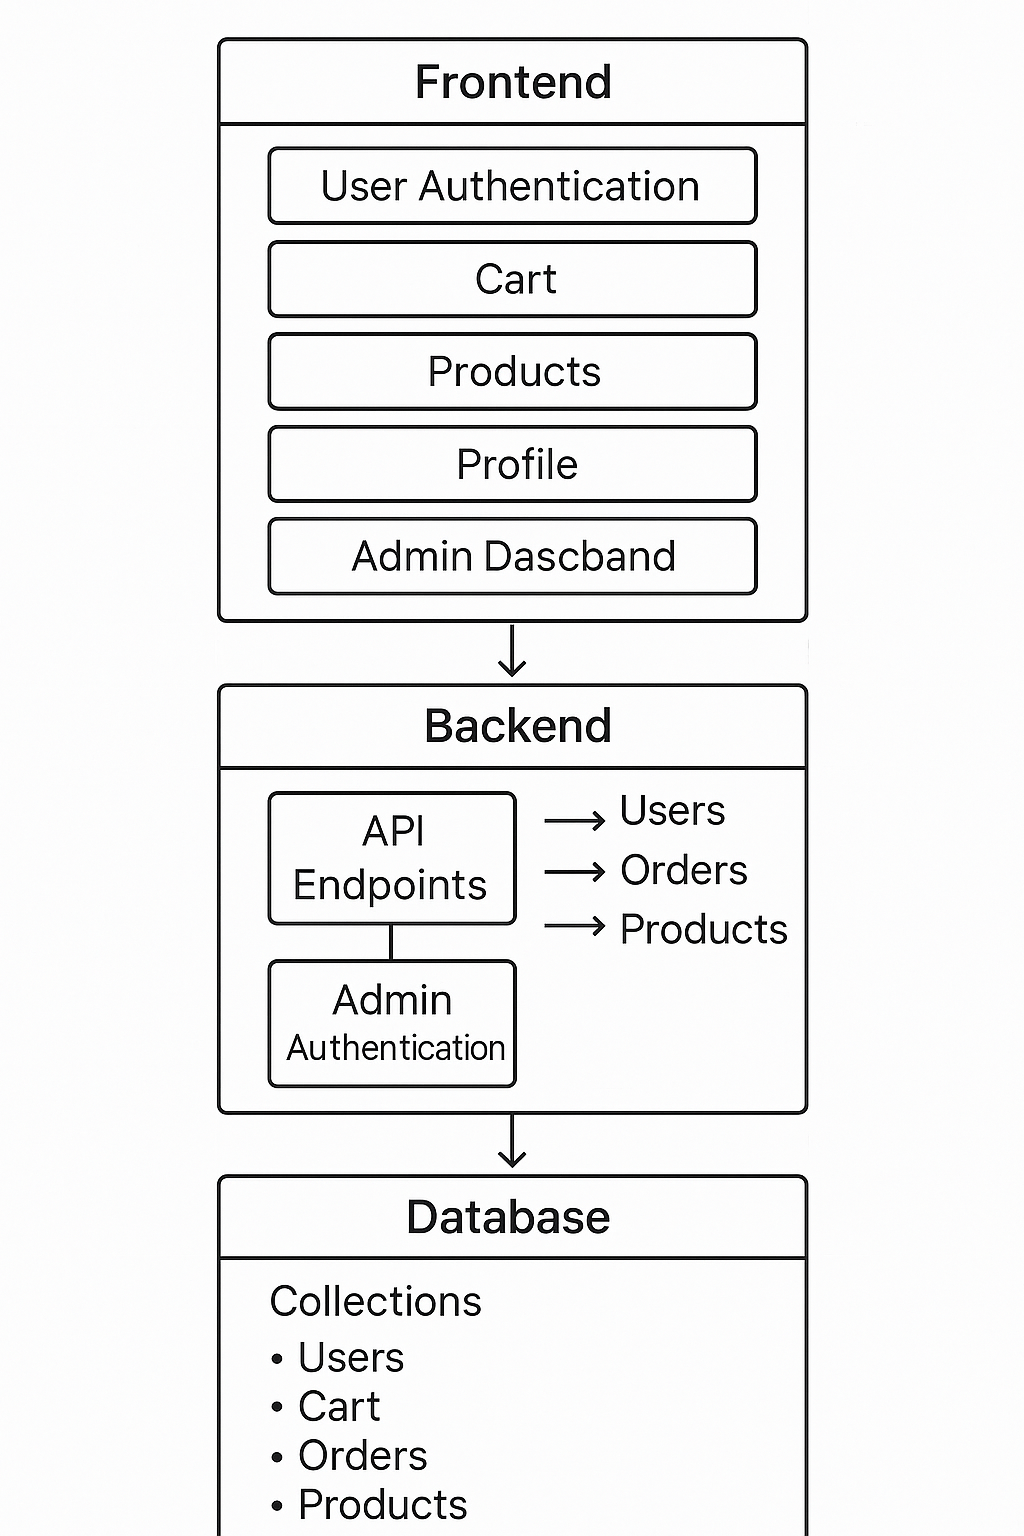 Frontend
User Authentication
Cart
Products
Profile
Admin Dascband
Backend
API
Endpoints
Users
Orders
Products
Admin
Authentication
Database
Collections
• Users
• Cart
• Orders
• Products